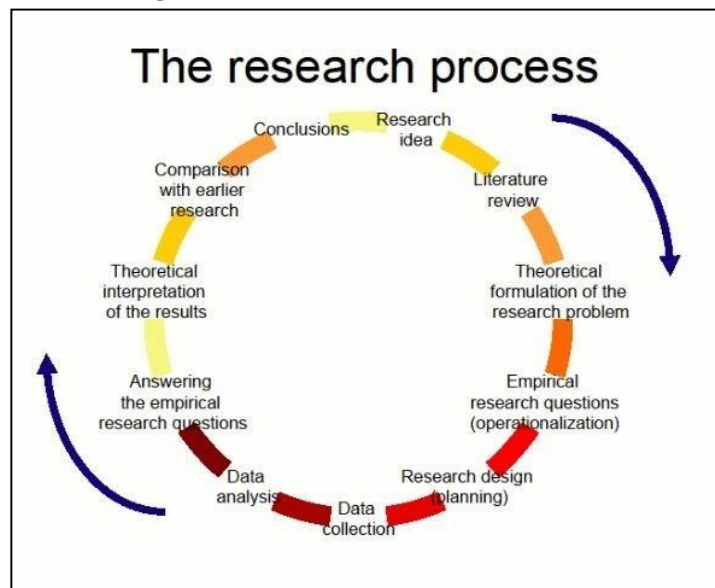 The research process
Research
idea
Literature
review
Theoretical
formulation of the
research problem
Empirical
research questions
(operationalization)
Research design
(planning)
Data
collection
Data
analysis
Answering
the empirical
research questions
Theoretical
interpretation
of the results
Comparison
with earlier
research
Conclusions